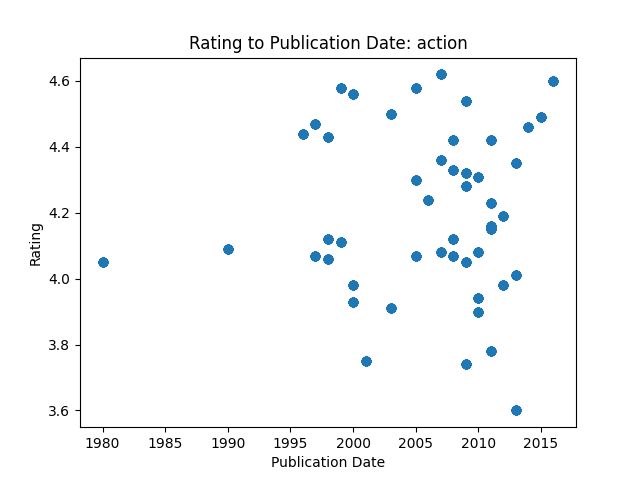 Rating to Publication Date: action
4.6
4.4
4.2
4.0
3.8
3.6
Rating
1980 1985 1990 1995 2000 2005 2010 2015
Publication Date